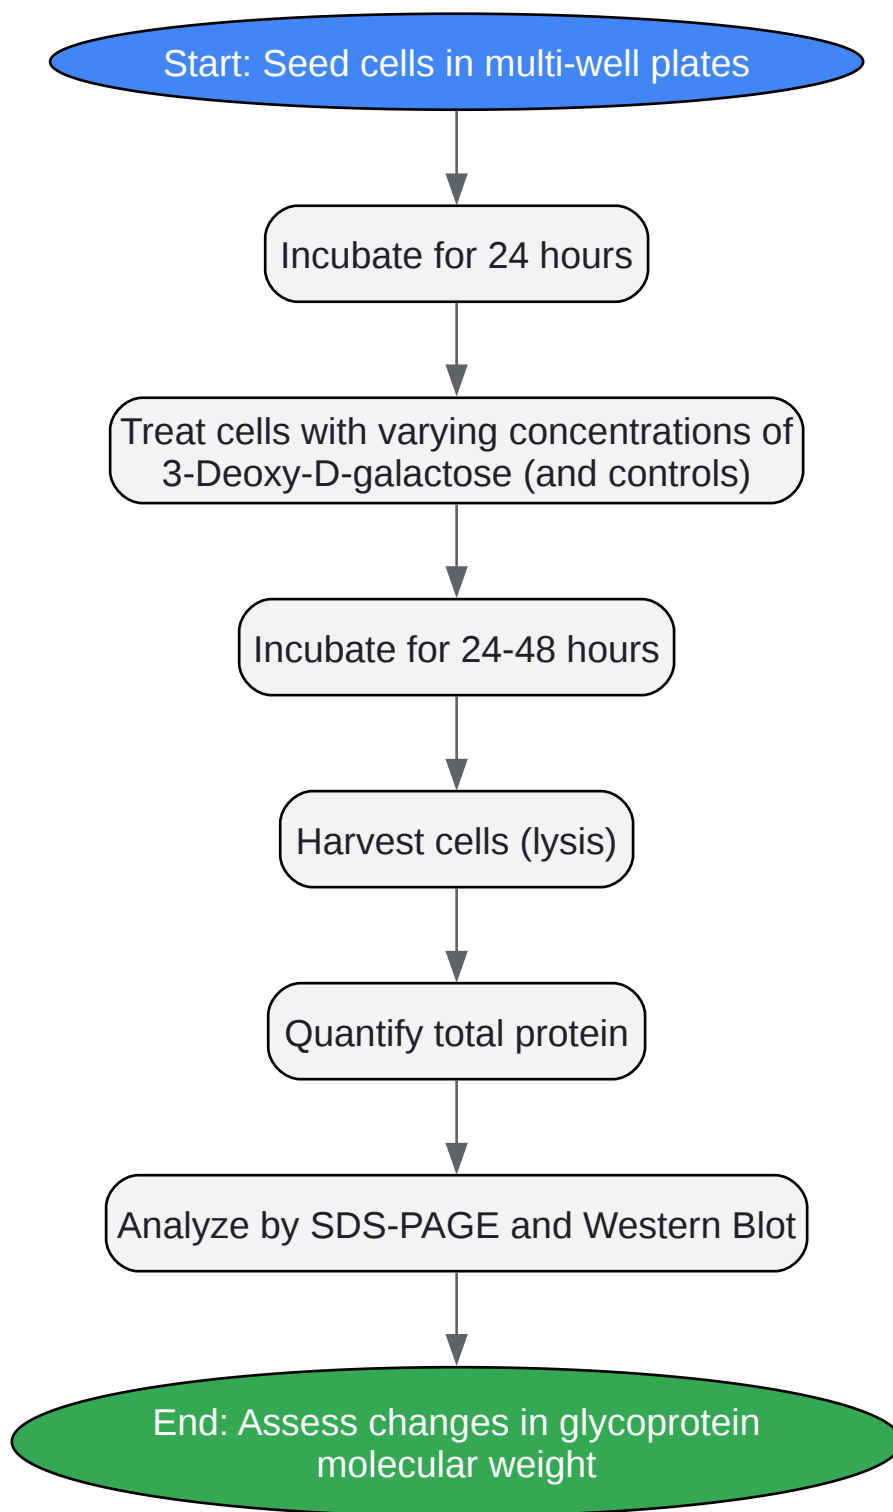 Start: Seed cells in multi-well plates
Incubate for 24 hours
Treat cells with varying concentrations of
3-Deoxy-D-galactose (and controls)
Incubate for 24-48 hours
Harvest cells (lysis)
Quantify total protein
Analyze by SDS-PAGE and Western Blot
End: Assess changes in glycoprotein
molecular weight